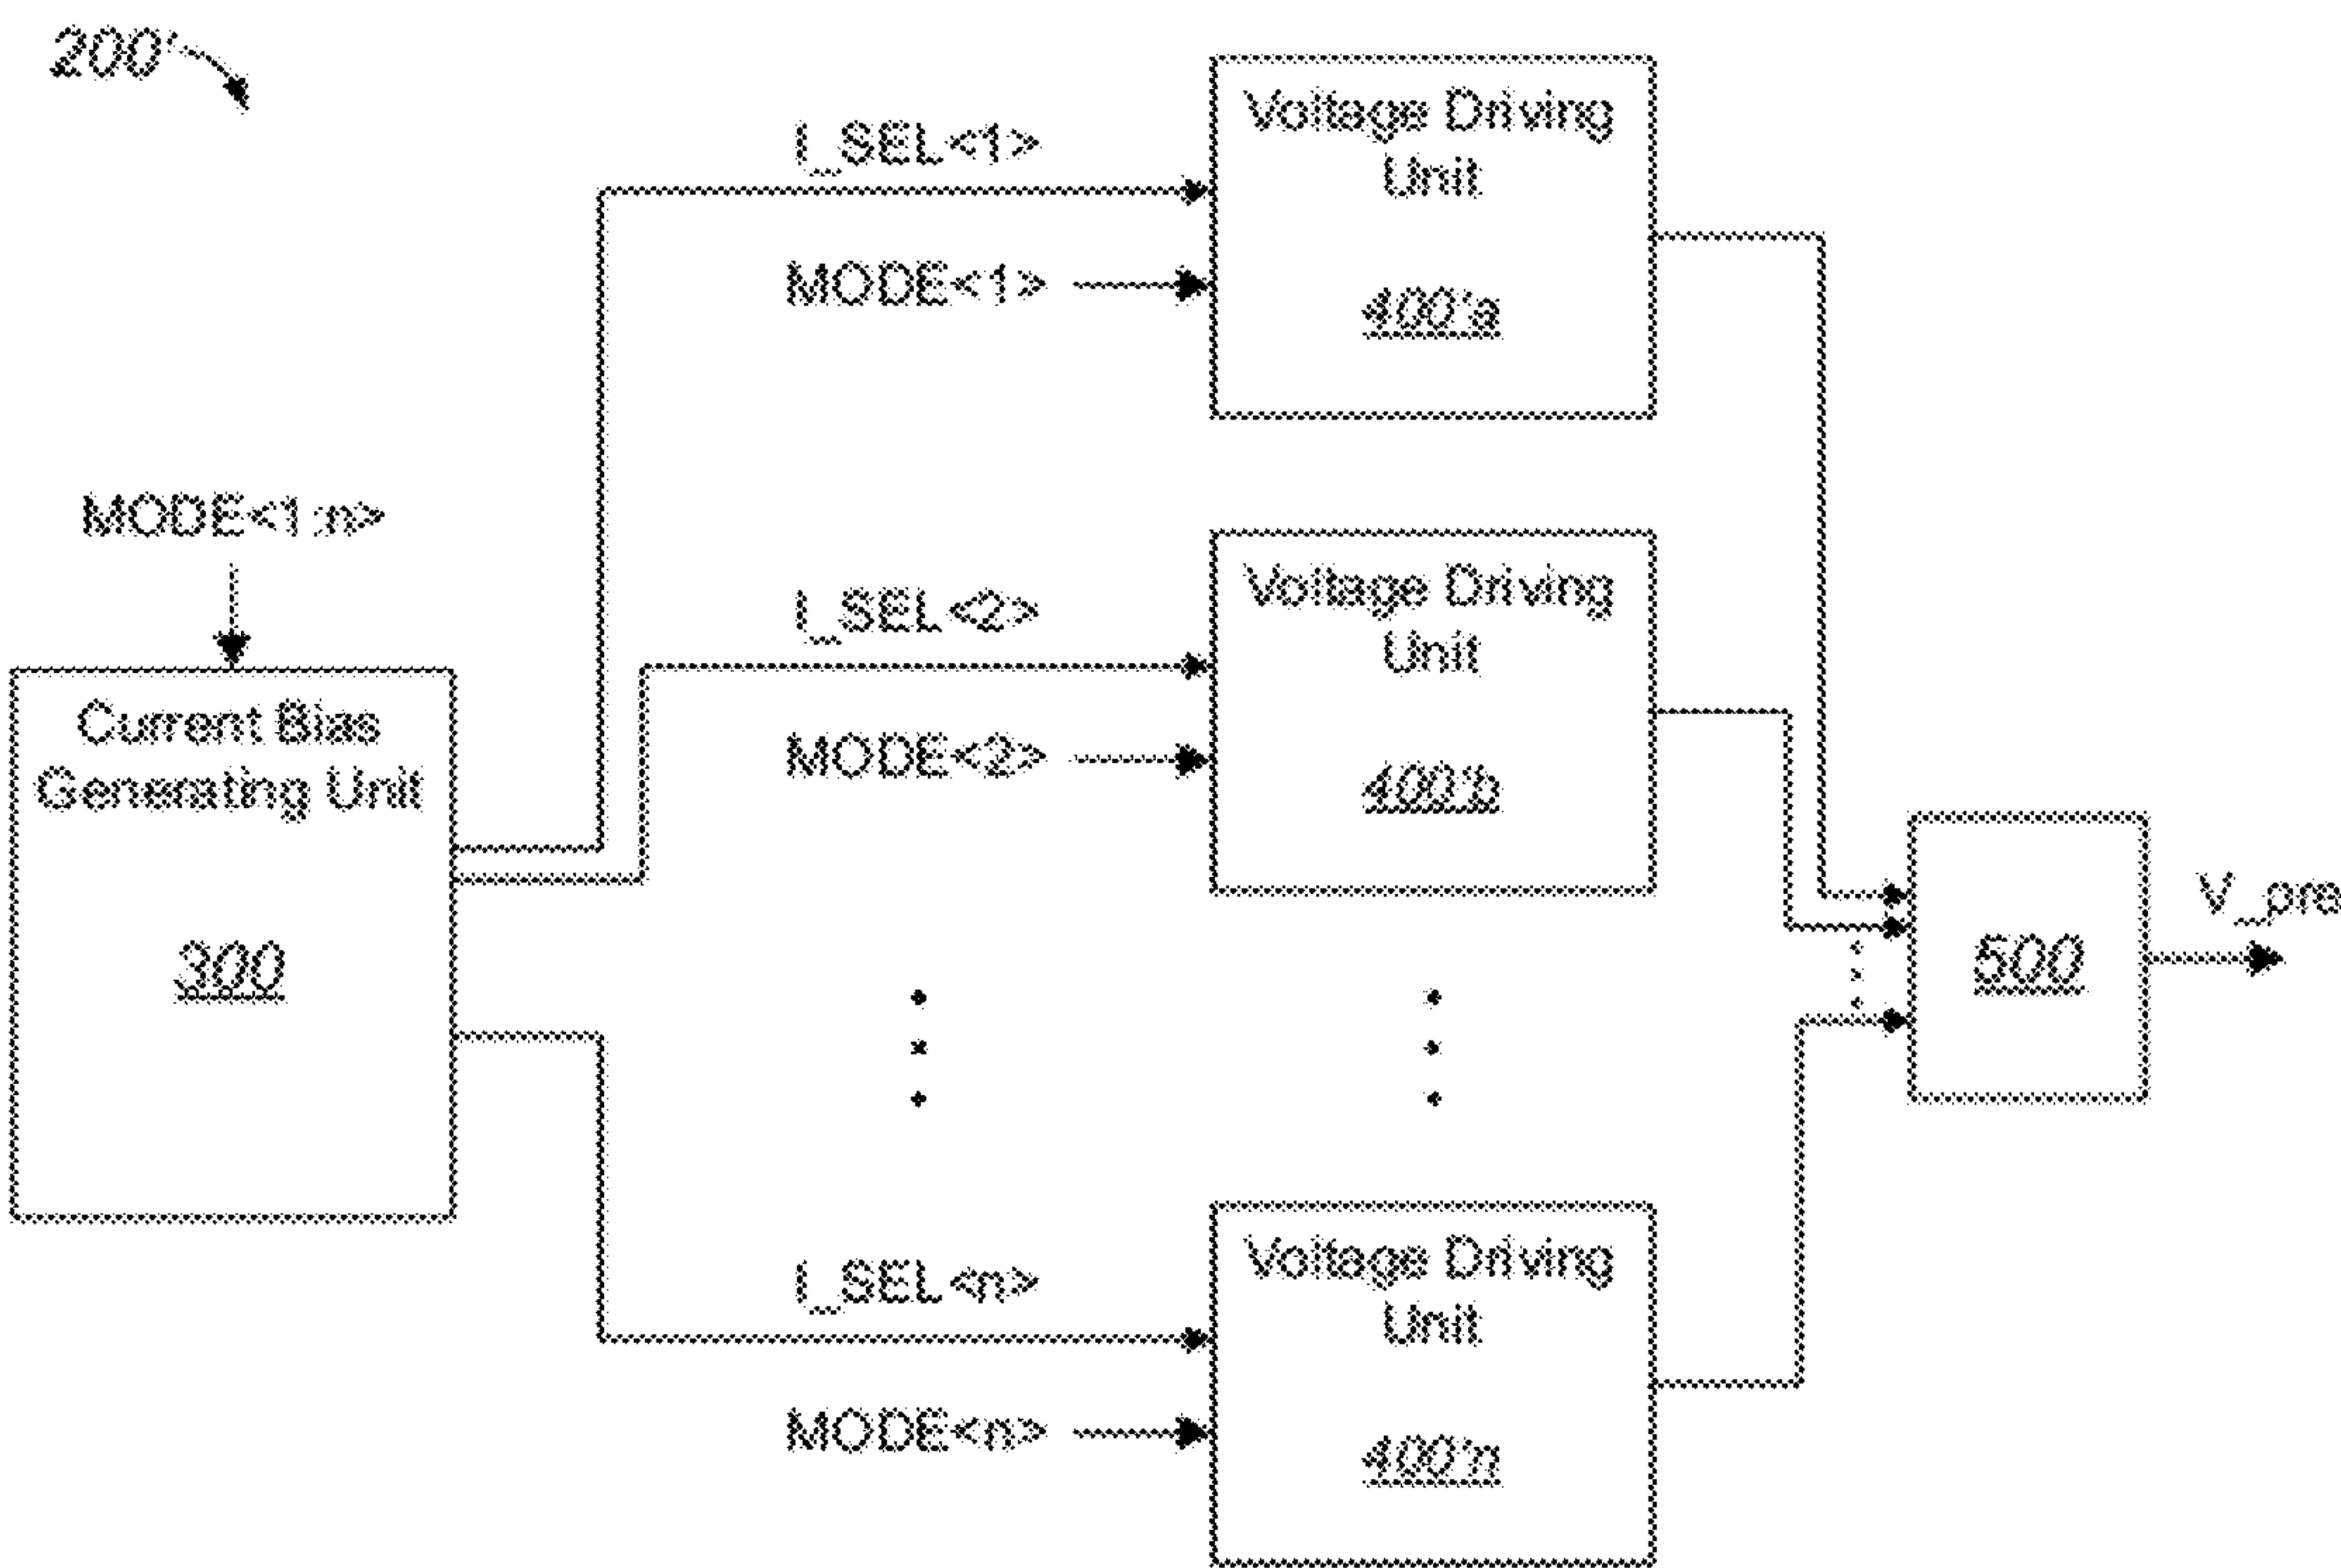 200'
I_SEL<1>
MODE<1>
Voltage Driving
Unit
400'a
MODE<1:n>
Current Bias
Generating Unit
300
I_SEL<2>
MODE<2>
Voltage Driving
Unit
400'b
500
V_pre
I_SEL<n>
MODE<n>
Voltage Driving
Unit
400'n